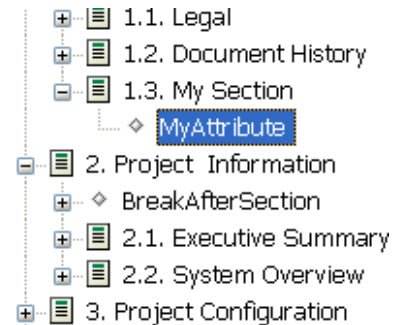 1.1. Legal
1.2. Document History
1.3. My Section
MyAttribute
2. Project Information
BreakAfterSection
2.1. Executive Summary
2.2. System Overview
3. Project Configuration